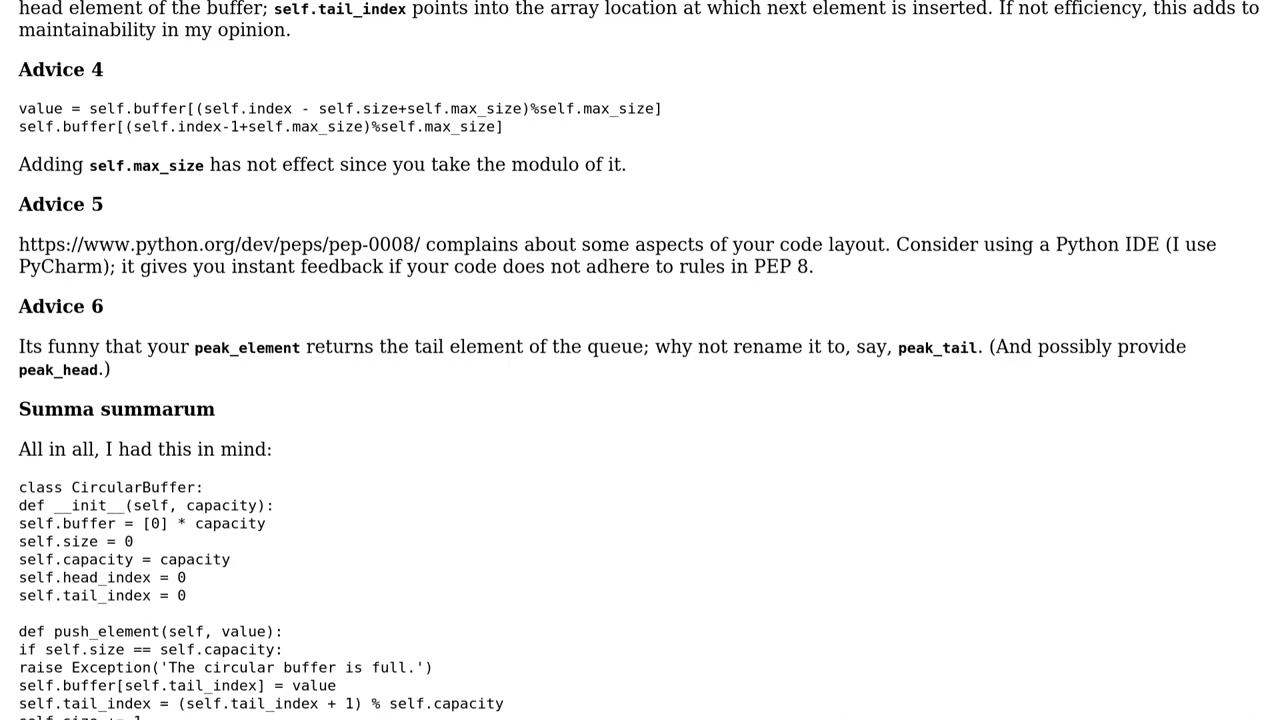 head element of the buffer; self.tail_index points into the array location at which next element is inserted. If not efficiency, this adds to
maintainability in my opinion.
Advice 4
value = self.buffer[(self.index - self.size+self.max_size)%self.max_size]
self.buffer[(self.index-1+self.max_size)%self.max_size]
Adding self.max_size has not effect since you take the modulo of it.
Advice 5
https://www.python.org/dev/peps/pep-0008/ complains about some aspects of your code layout. Consider using a Python IDE (I use
PyCharm); it gives you instant feedback if your code does not adhere to rules in PEP 8.
Advice 6
Its funny that your peak_element returns the tail element of the queue; why not rename it to, say, peak_tail. (And possibly provide
peak_head.)
Summa summarum
All in all, I had this in mind:
class CircularBuffer:
def __init__(self, capacity):
self.buffer = [0] * capacity
self.size = 0
self.capacity = capacity
self.head_index = 0
self.tail_index = 0
def push_element(self, value):
if self.size == self.capacity:
raise Exception('The circular buffer is full.')
self.buffer[self.tail_index] = value
self.tail_index = (self.tail_index + 1) % self.capacity
self.size += 1